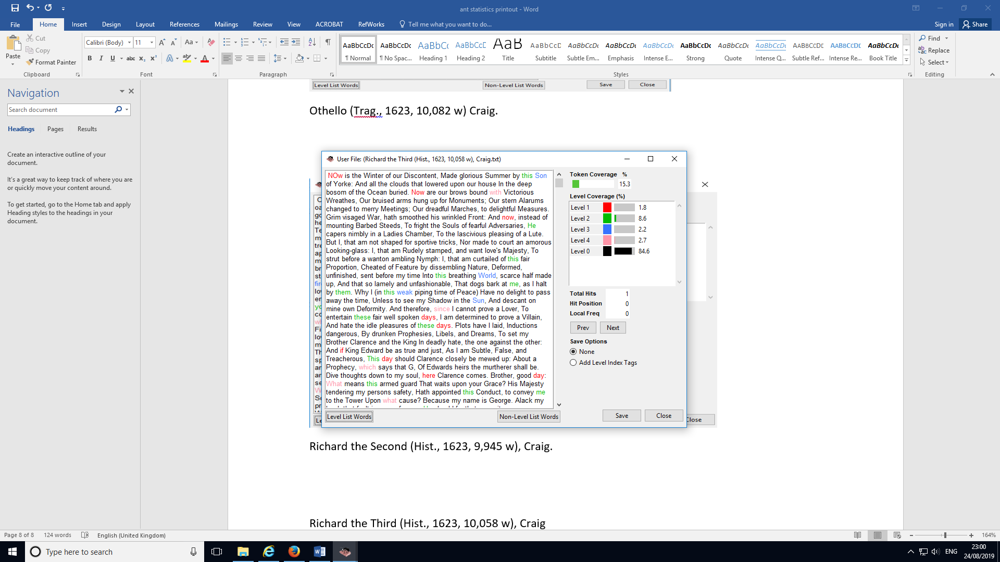 ant statistics printout - Word
File Home Insert Design Layout References Mailings Review View ACROBAT RefWorks Tell me what you want to do... Sign in Share
Paste Cut Copy Format Painter
Calibri (Body) 11
AaBbCcDc AaBbCcDc AaBbCc AaBbCcD AaB AaBbCcD AaBbCcDc AaBbCcDc AaBbCcDc AaBbCcDc AaBbCcDc AaBbCcDc AABBCCDE AABBCCDE AaBbCcDc
¶ Normal ¶ No Spac... Heading 1 Heading 2 Title Subtitle Subtle Em... Emphasis Intense E... Strong Quote Intense Q... Subtle Ref... Intense Re... Book Title
Find Replace Select
Clipboard Font Paragraph Styles Editing
Navigation
Search document
Headings Pages Results
Create an interactive outline of your
document.
It's a great way to keep track of where you are
or quickly move your content around.
To get started, go to the Home tab and apply
Heading styles to the headings in your
document.
Level List Words Non-Level List Words Save Close
Othello (Trag., 1623, 10,082 w) Craig.
User File: (Richard the Third (Hist., 1623, 10,058 w), Craig.txt)
NOw is the Winter of our Discontent, Made glorious Summer by this Son
of Yorke: And all the clouds that lowered upon our house In the deep
bosom of the Ocean buried. Now are our brows bound with Victorious
Wreathes, Our bruised arms hung up for Monuments; Our stern Alarums
changed to merry Meetings; Our dreadful Marches, to delightful Measures.
Grim visaged War, hath smoothed his wrinkled Front: And now, instead of
mounting Barbed Steeds, To fright the Souls of fearful Adversaries, He
capers nimbly in a Ladies Chamber, To the lascivious pleasing of a Lute.
But I, that am not shaped for sportive tricks, Nor made to court an amorous
Looking-glass: I, that am Rudely stamped, and want love's Majesty, To
strut before a wanton ambling Nymph: I, that am curtailed of this fair
Proportion, Cheated of Feature by dissembling Nature, Deformed,
unfinished, sent before my time Into this breathing World, scarce half made
up, And that so lamely and unfashionable, That dogs bark at me, as I halt
by them. Why I (in this weak piping time of Peace) Have no delight to pass
away the time, Unless to see my Shadow in the Sun, And descant on
mine own Deformity. And therefore, since I cannot prove a Lover, To
entertain these fair well spoken days, I am determined to prove a Villain,
And hate the idle pleasures of these days. Plots have I laid, Inductions
dangerous, By drunken Prophesies, Libels, and Dreams, To set my
Brother Clarence and the King In deadly hate, the one against the other:
And if King Edward be as true and just, As I am Subtle, False, and
Treacherous, This day should Clarence closely be mewed up: About a
Prophecy, which says that G, Of Edwards heirs the murtherer shall be.
Dive thoughts down to my soul, here Clarence comes. Brother, good day:
What means this armed guard That waits upon your Grace? His Majesty
tendering my persons safety, Hath appointed this Conduct, to convey me
to the Tower Upon what cause? Because my name is George. Alack my
Level List Words Non-Level List Words Save Close
Token Coverage %
15.3
Level Coverage (%)
Level 1 1.8
Level 2 8.6
Level 3 2.2
Level 4 2.7
Level 0 84.6
Total Hits 1
Hit Position 0
Local Freq 0
Prev Next
Save Options
None
Add Level Index Tags
Close
Richard the Second (Hist., 1623, 9,945 w), Craig.
Richard the Third (Hist., 1623, 10,058 w), Craig
Page 8 of 8 124 words English (United Kingdom) 164%
Type here to search
ENG 23:00
24/08/2019